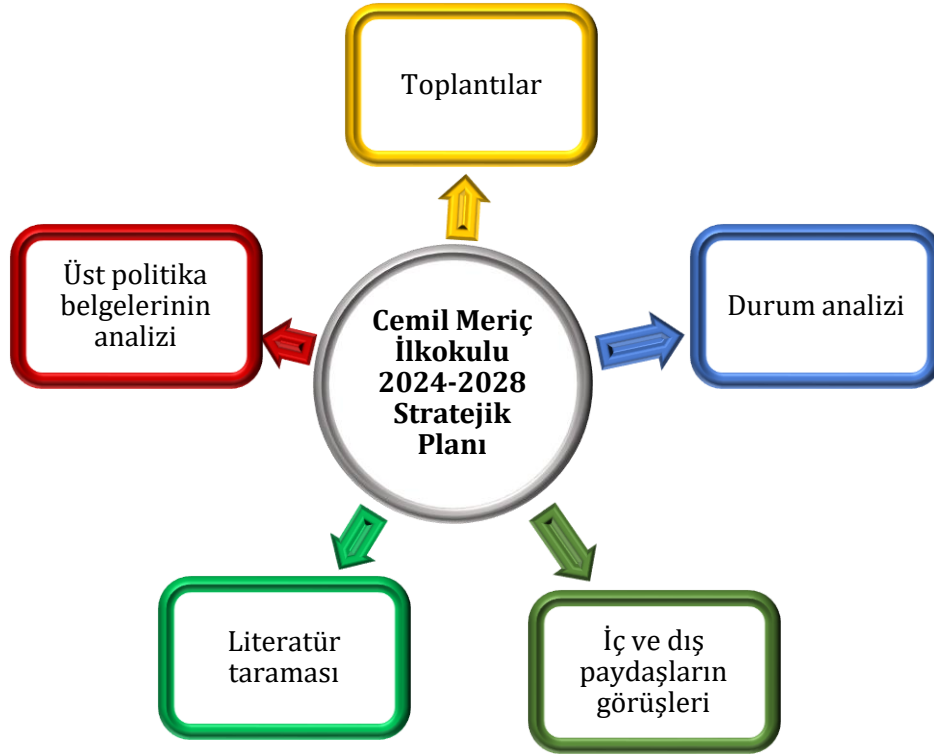 Toplantılar
Üst politika
belgelerinin
analizi
Cemil Meriç
İlkokulu
2024-2028
Stratejik
Planı
Durum analizi
Literatür
taraması
İç ve dış
paydaşların
görüşleri